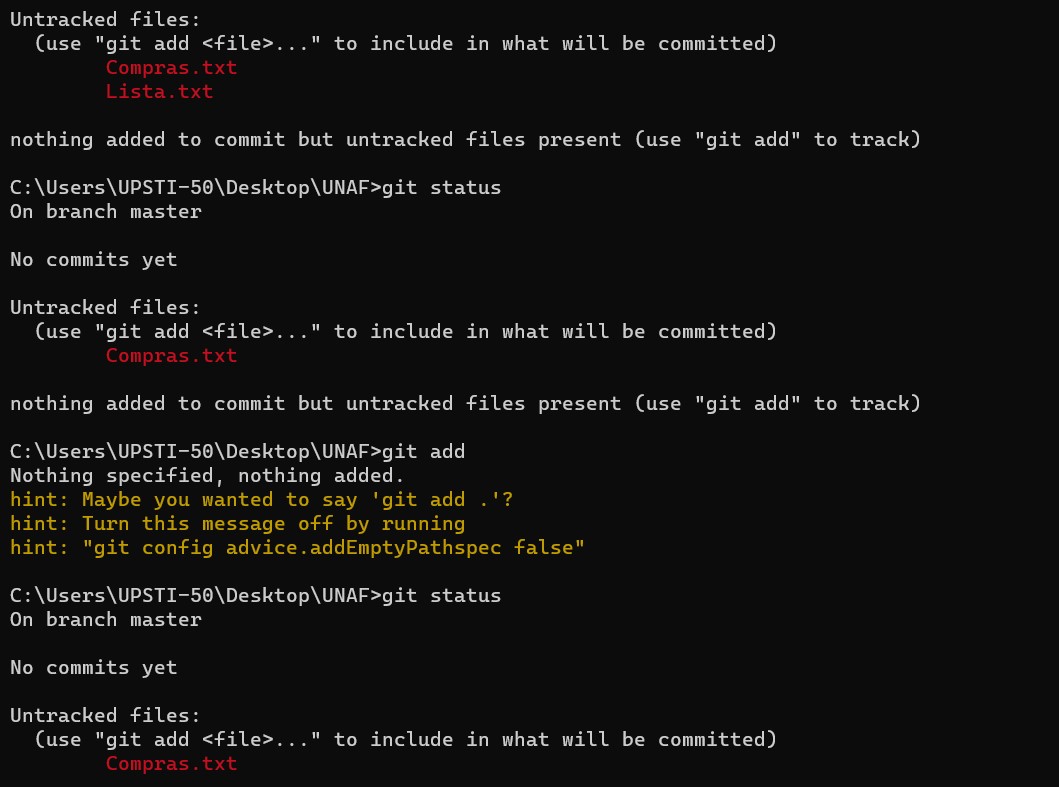 Untracked files:
  (use "git add <file>..." to include in what will be committed)
        Compras.txt
        Lista.txt

nothing added to commit but untracked files present (use "git add" to track)

C:\Users\UPSTI-50\Desktop\UNAF>git status
On branch master

No commits yet

Untracked files:
  (use "git add <file>..." to include in what will be committed)
        Compras.txt

nothing added to commit but untracked files present (use "git add" to track)

C:\Users\UPSTI-50\Desktop\UNAF>git add
Nothing specified, nothing added.
hint: Maybe you wanted to say 'git add .'?
hint: Turn this message off by running
hint: "git config advice.addEmptyPathspec false"

C:\Users\UPSTI-50\Desktop\UNAF>git status
On branch master

No commits yet

Untracked files:
  (use "git add <file>..." to include in what will be committed)
        Compras.txt